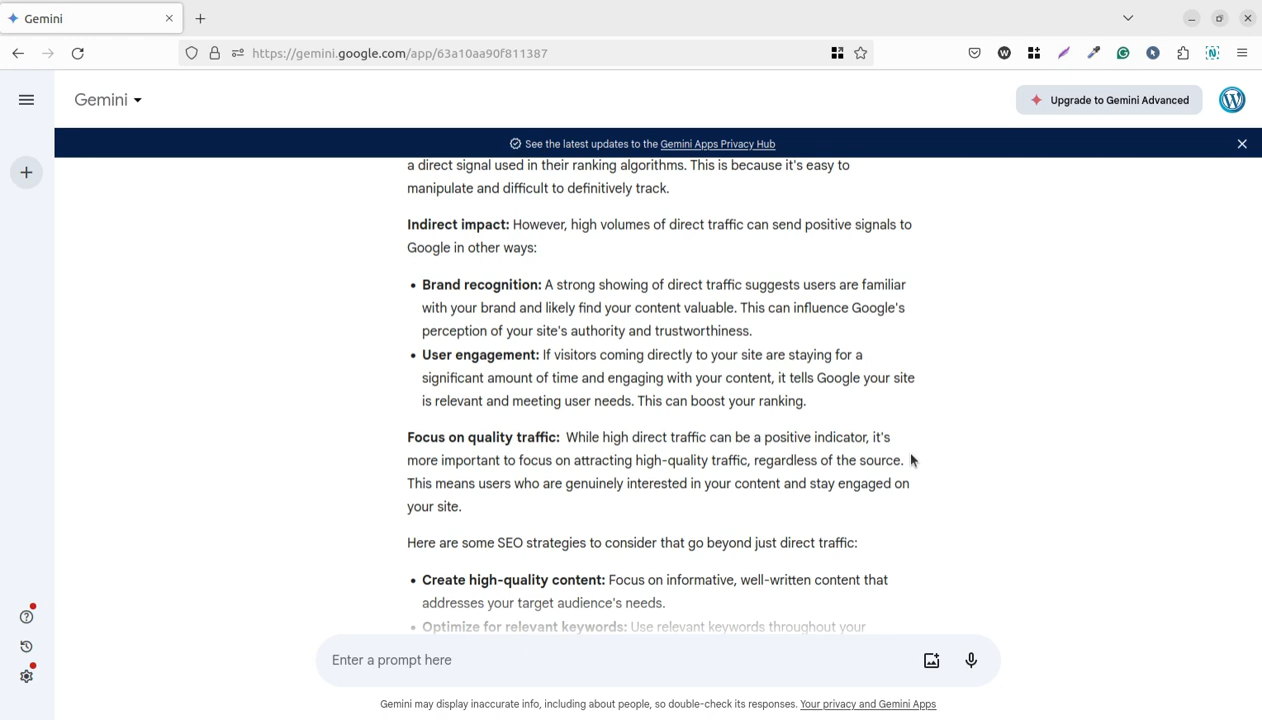 Gemini
https://gemini.google.com/app/63a10aa90f811387
Gemini
Upgrade to Gemini Advanced
See the latest updates to the Gemini Apps Privacy Hub
a direct signal used in their ranking algorithms. This is because it's easy to
manipulate and difficult to definitively track.
Indirect impact: However, high volumes of direct traffic can send positive signals to
Google in other ways:
• Brand recognition: A strong showing of direct traffic suggests users are familiar
with your brand and likely find your content valuable. This can influence Google's
perception of your site's authority and trustworthiness.
• User engagement: If visitors coming directly to your site are staying for a
significant amount of time and engaging with your content, it tells Google your site
is relevant and meeting user needs. This can boost your ranking.
Focus on quality traffic: While high direct traffic can be a positive indicator, it's
more important to focus on attracting high-quality traffic, regardless of the source.
This means users who are genuinely interested in your content and stay engaged on
your site.
Here are some SEO strategies to consider that go beyond just direct traffic:
• Create high-quality content: Focus on informative, well-written content that
addresses your target audience's needs.
• Optimize for relevant keywords: Use relevant keywords throughout your
Enter a prompt here
Gemini may display inaccurate info, including about people, so double-check its responses. Your privacy and Gemini Apps